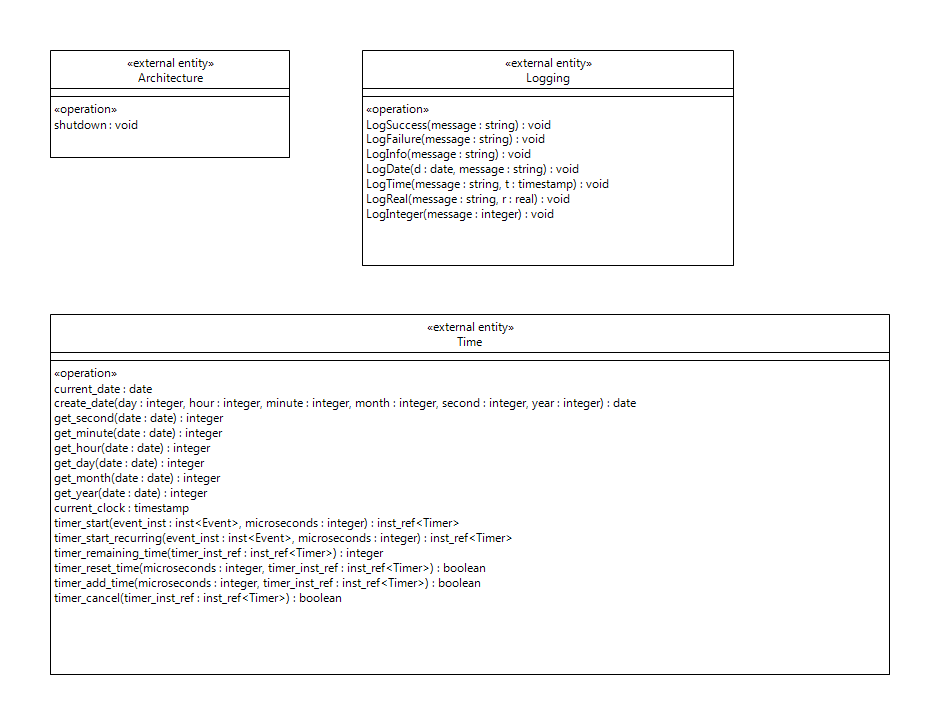 «external entity»
Architecture
«operation»
shutdown : void
«external entity»
Logging
«operation»
LogSuccess(message : string) : void
LogFailure(message : string) : void
LogInfo(message : string) : void
LogDate(d : date, message : string) : void
LogTime(message : string, t : timestamp) : void
LogReal(message : string, r : real) : void
LogInteger(message : integer) : void
«external entity»
Time
«operation»
current_date : date
create_date(day : integer, hour : integer, minute : integer, month : integer, second : integer, year : integer) : date
get_second(date : date) : integer
get_minute(date : date) : integer
get_hour(date : date) : integer
get_day(date : date) : integer
get_month(date : date) : integer
get_year(date : date) : integer
current_clock : timestamp
timer_start(event_inst : inst<Event>, microseconds : integer) : inst_ref<Timer>
timer_start_recurring(event_inst : inst<Event>, microseconds : integer) : inst_ref<Timer>
timer_remaining_time(timer_inst_ref : inst_ref<Timer>) : integer
timer_reset_time(microseconds : integer, timer_inst_ref : inst_ref<Timer>) : boolean
timer_add_time(microseconds : integer, timer_inst_ref : inst_ref<Timer>) : boolean
timer_cancel(timer_inst_ref : inst_ref<Timer>) : boolean